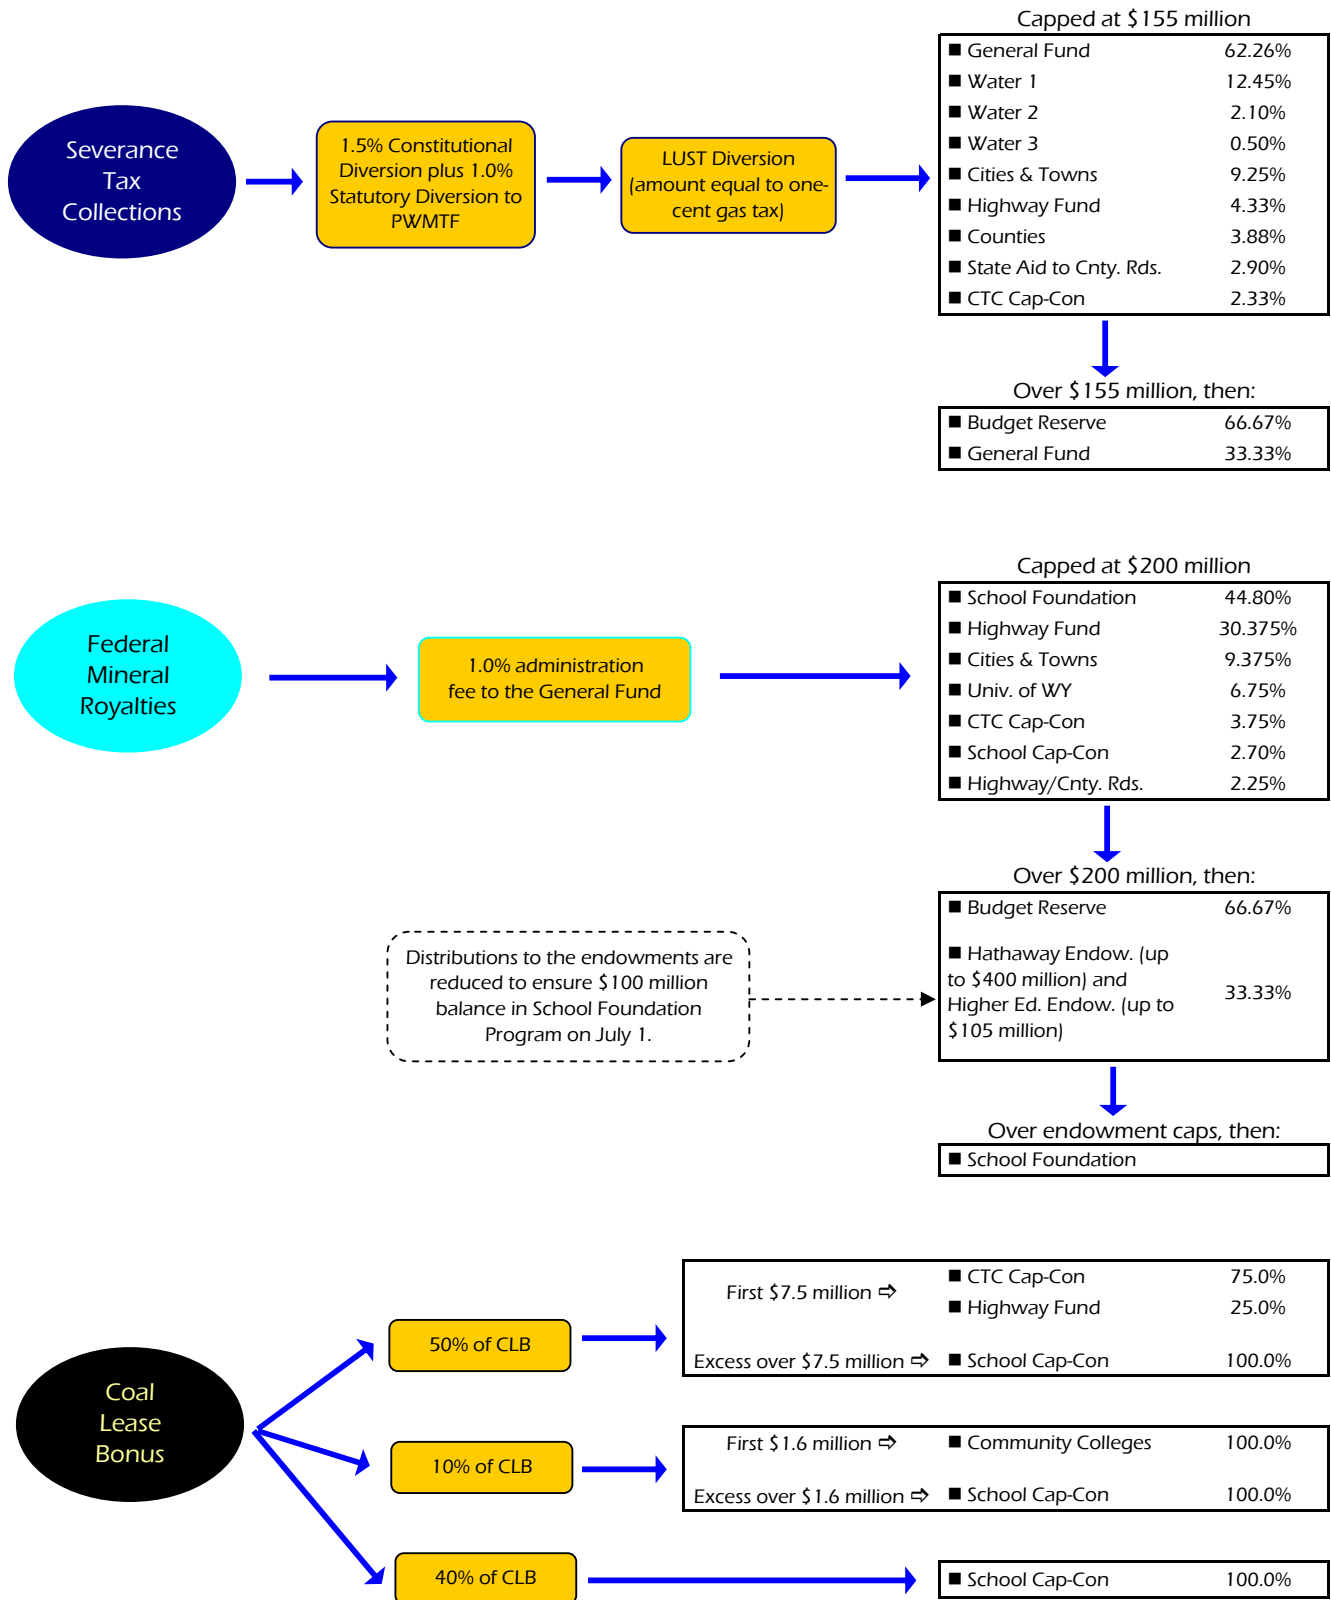 Capped at $155 million
■ General Fund 62.26%
■ Water 1 12.45%
■ Water 2 2.10%
■ Water 3 0.50%
■ Cities & Towns 9.25%
■ Highway Fund 4.33%
■ Counties 3.88%
■ State Aid to Cnty. Rds. 2.90%
■ CTC Cap-Con 2.33%
Severance
Tax
Collections
1.5% Constitutional
Diversion plus 1.0%
Statutory Diversion to
PWMTF
LUST Diversion
(amount equal to one-
cent gas tax)
Over $155 million, then:
■ Budget Reserve 66.67%
■ General Fund 33.33%
Capped at $200 million
■ School Foundation 44.80%
■ Highway Fund 30.375%
■ Cities & Towns 9.375%
■ Univ. of WY 6.75%
■ CTC Cap-Con 3.75%
■ School Cap-Con 2.70%
■ Highway/Cnty. Rds. 2.25%
Federal
Mineral
Royalties
1.0% administration
fee to the General Fund
Over $200 million, then:
■ Budget Reserve 66.67%
■ Hathaway Endow. (up
to $400 million) and
Higher Ed. Endow. (up to
$105 million)
33.33%
Distributions to the endowments are
reduced to ensure $100 million
balance in School Foundation
Program on July 1.
Over endowment caps, then:
■ School Foundation
Coal
Lease
Bonus
50% of CLB
First $7.5 million ⇨ ■ CTC Cap-Con 75.0%
■ Highway Fund 25.0%
Excess over $7.5 million ⇨ ■ School Cap-Con 100.0%
10% of CLB
First $1.6 million ⇨ ■ Community Colleges 100.0%
Excess over $1.6 million ⇨ ■ School Cap-Con 100.0%
40% of CLB
■ School Cap-Con 100.0%